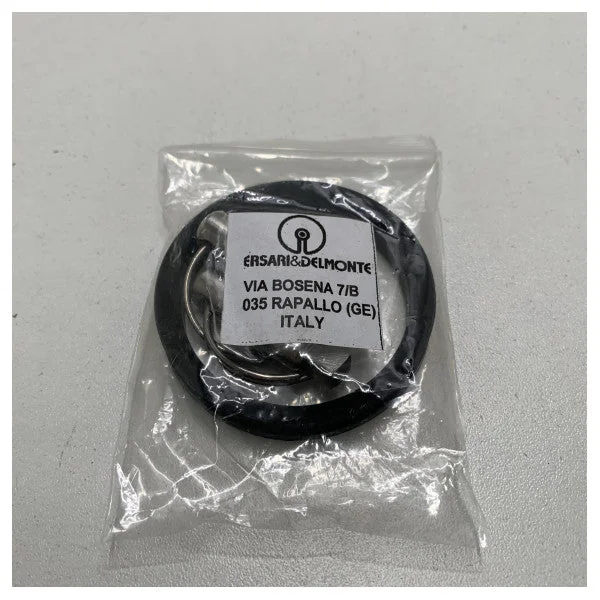 ERSARI&DELMONTE
VIA BOSENA 7/B
035 RAPALLO (GE)
ITALY